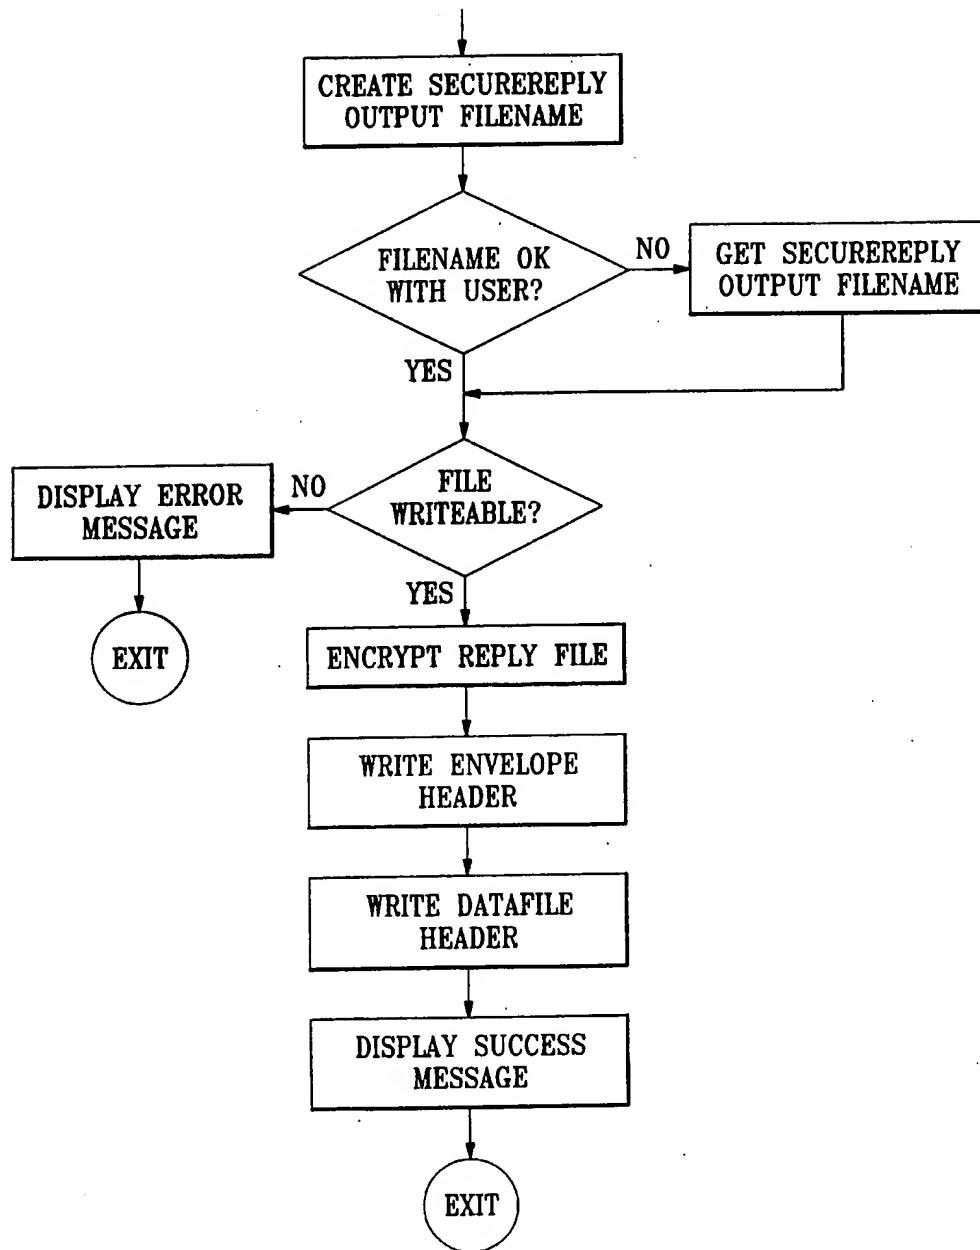 CREATE SECUREREPLY
OUTPUT FILENAME
FILENAME OK
WITH USER?
NO
GET SECUREREPLY
OUTPUT FILENAME
YES
FILE
WRITEABLE?
NO
DISPLAY ERROR
MESSAGE
EXIT
YES
ENCRYPT REPLY FILE
WRITE ENVELOPE
HEADER
WRITE DATAFILE
HEADER
DISPLAY SUCCESS
MESSAGE
EXIT